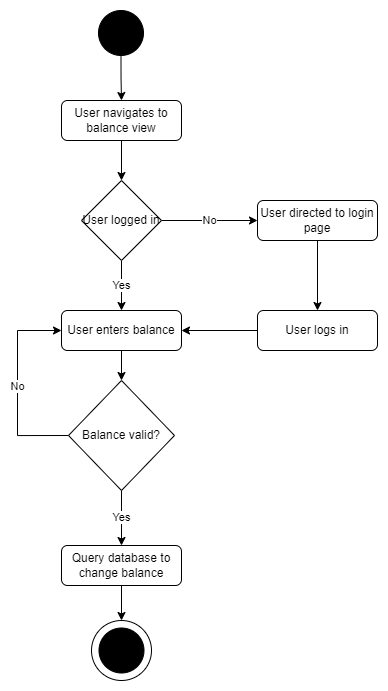 User navigates to
balance view
User logged in
No
User directed to login
page
Yes
User enters balance
User logs in
No
Balance valid?
Yes
Query database to
change balance